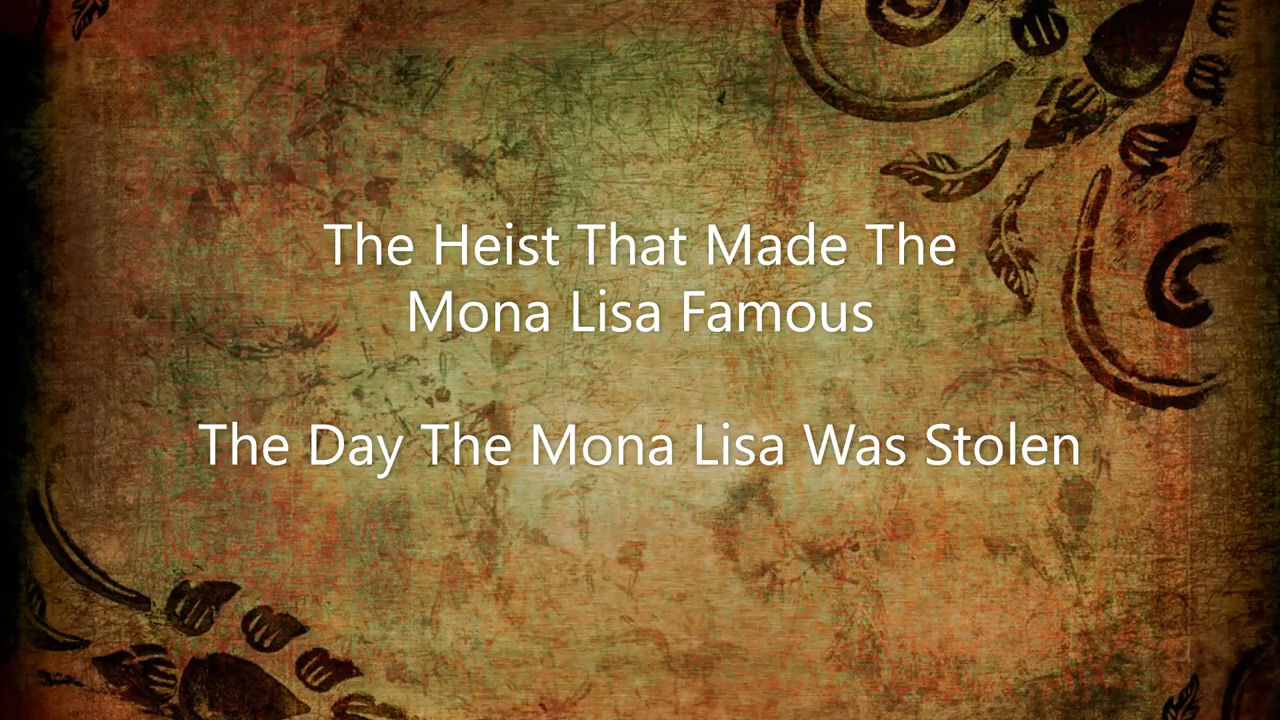 The Heist That Made The
Mona Lisa Famous
The Day The Mona Lisa Was Stolen